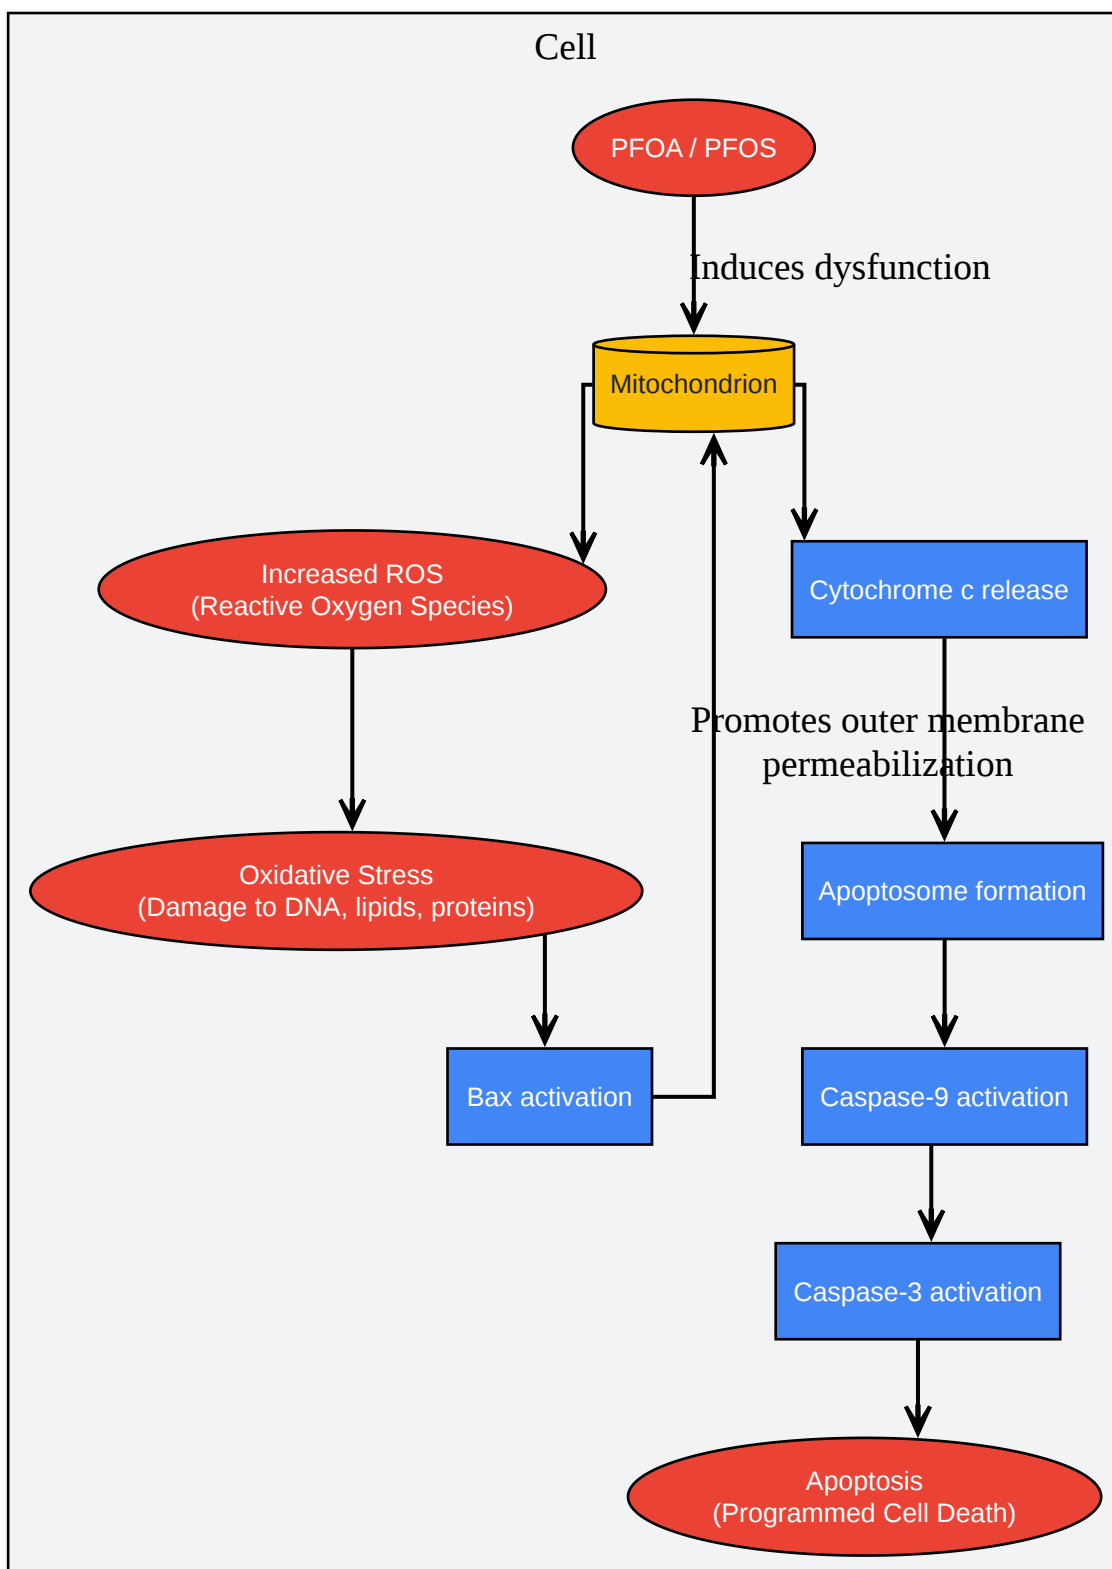 Cell
PFOA / PFOS
Induces dysfunction
Mitochondrion
Increased ROS
(Reactive Oxygen Species)
Cytochrome c release
Promotes outer membrane
permeabilization
Oxidative Stress
(Damage to DNA, lipids, proteins)
Apoptosome formation
Bax activation
Caspase-9 activation
Caspase-3 activation
Apoptosis
(Programmed Cell Death)